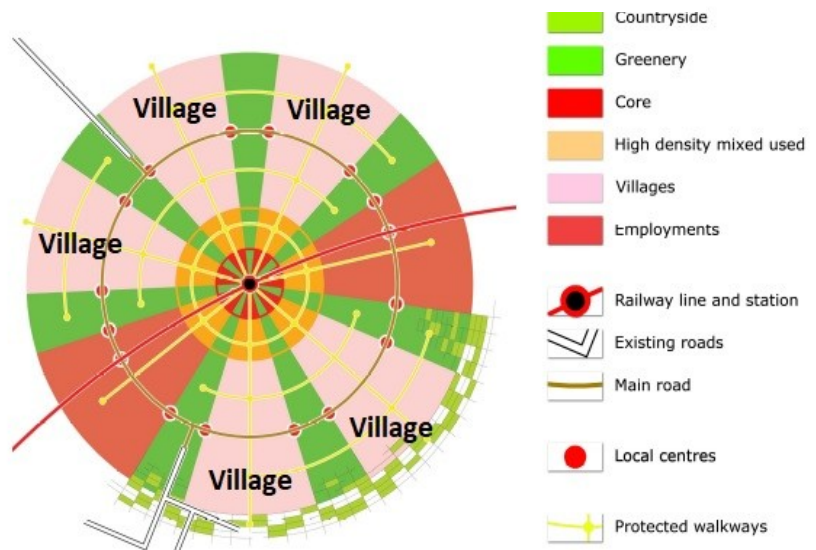 Village
Village
Village
Village
Village
Countryside
Greenery
Core
High density mixed used
Villages
Employments
Railway line and station
Existing roads
Main road
Local centres
Protected walkways